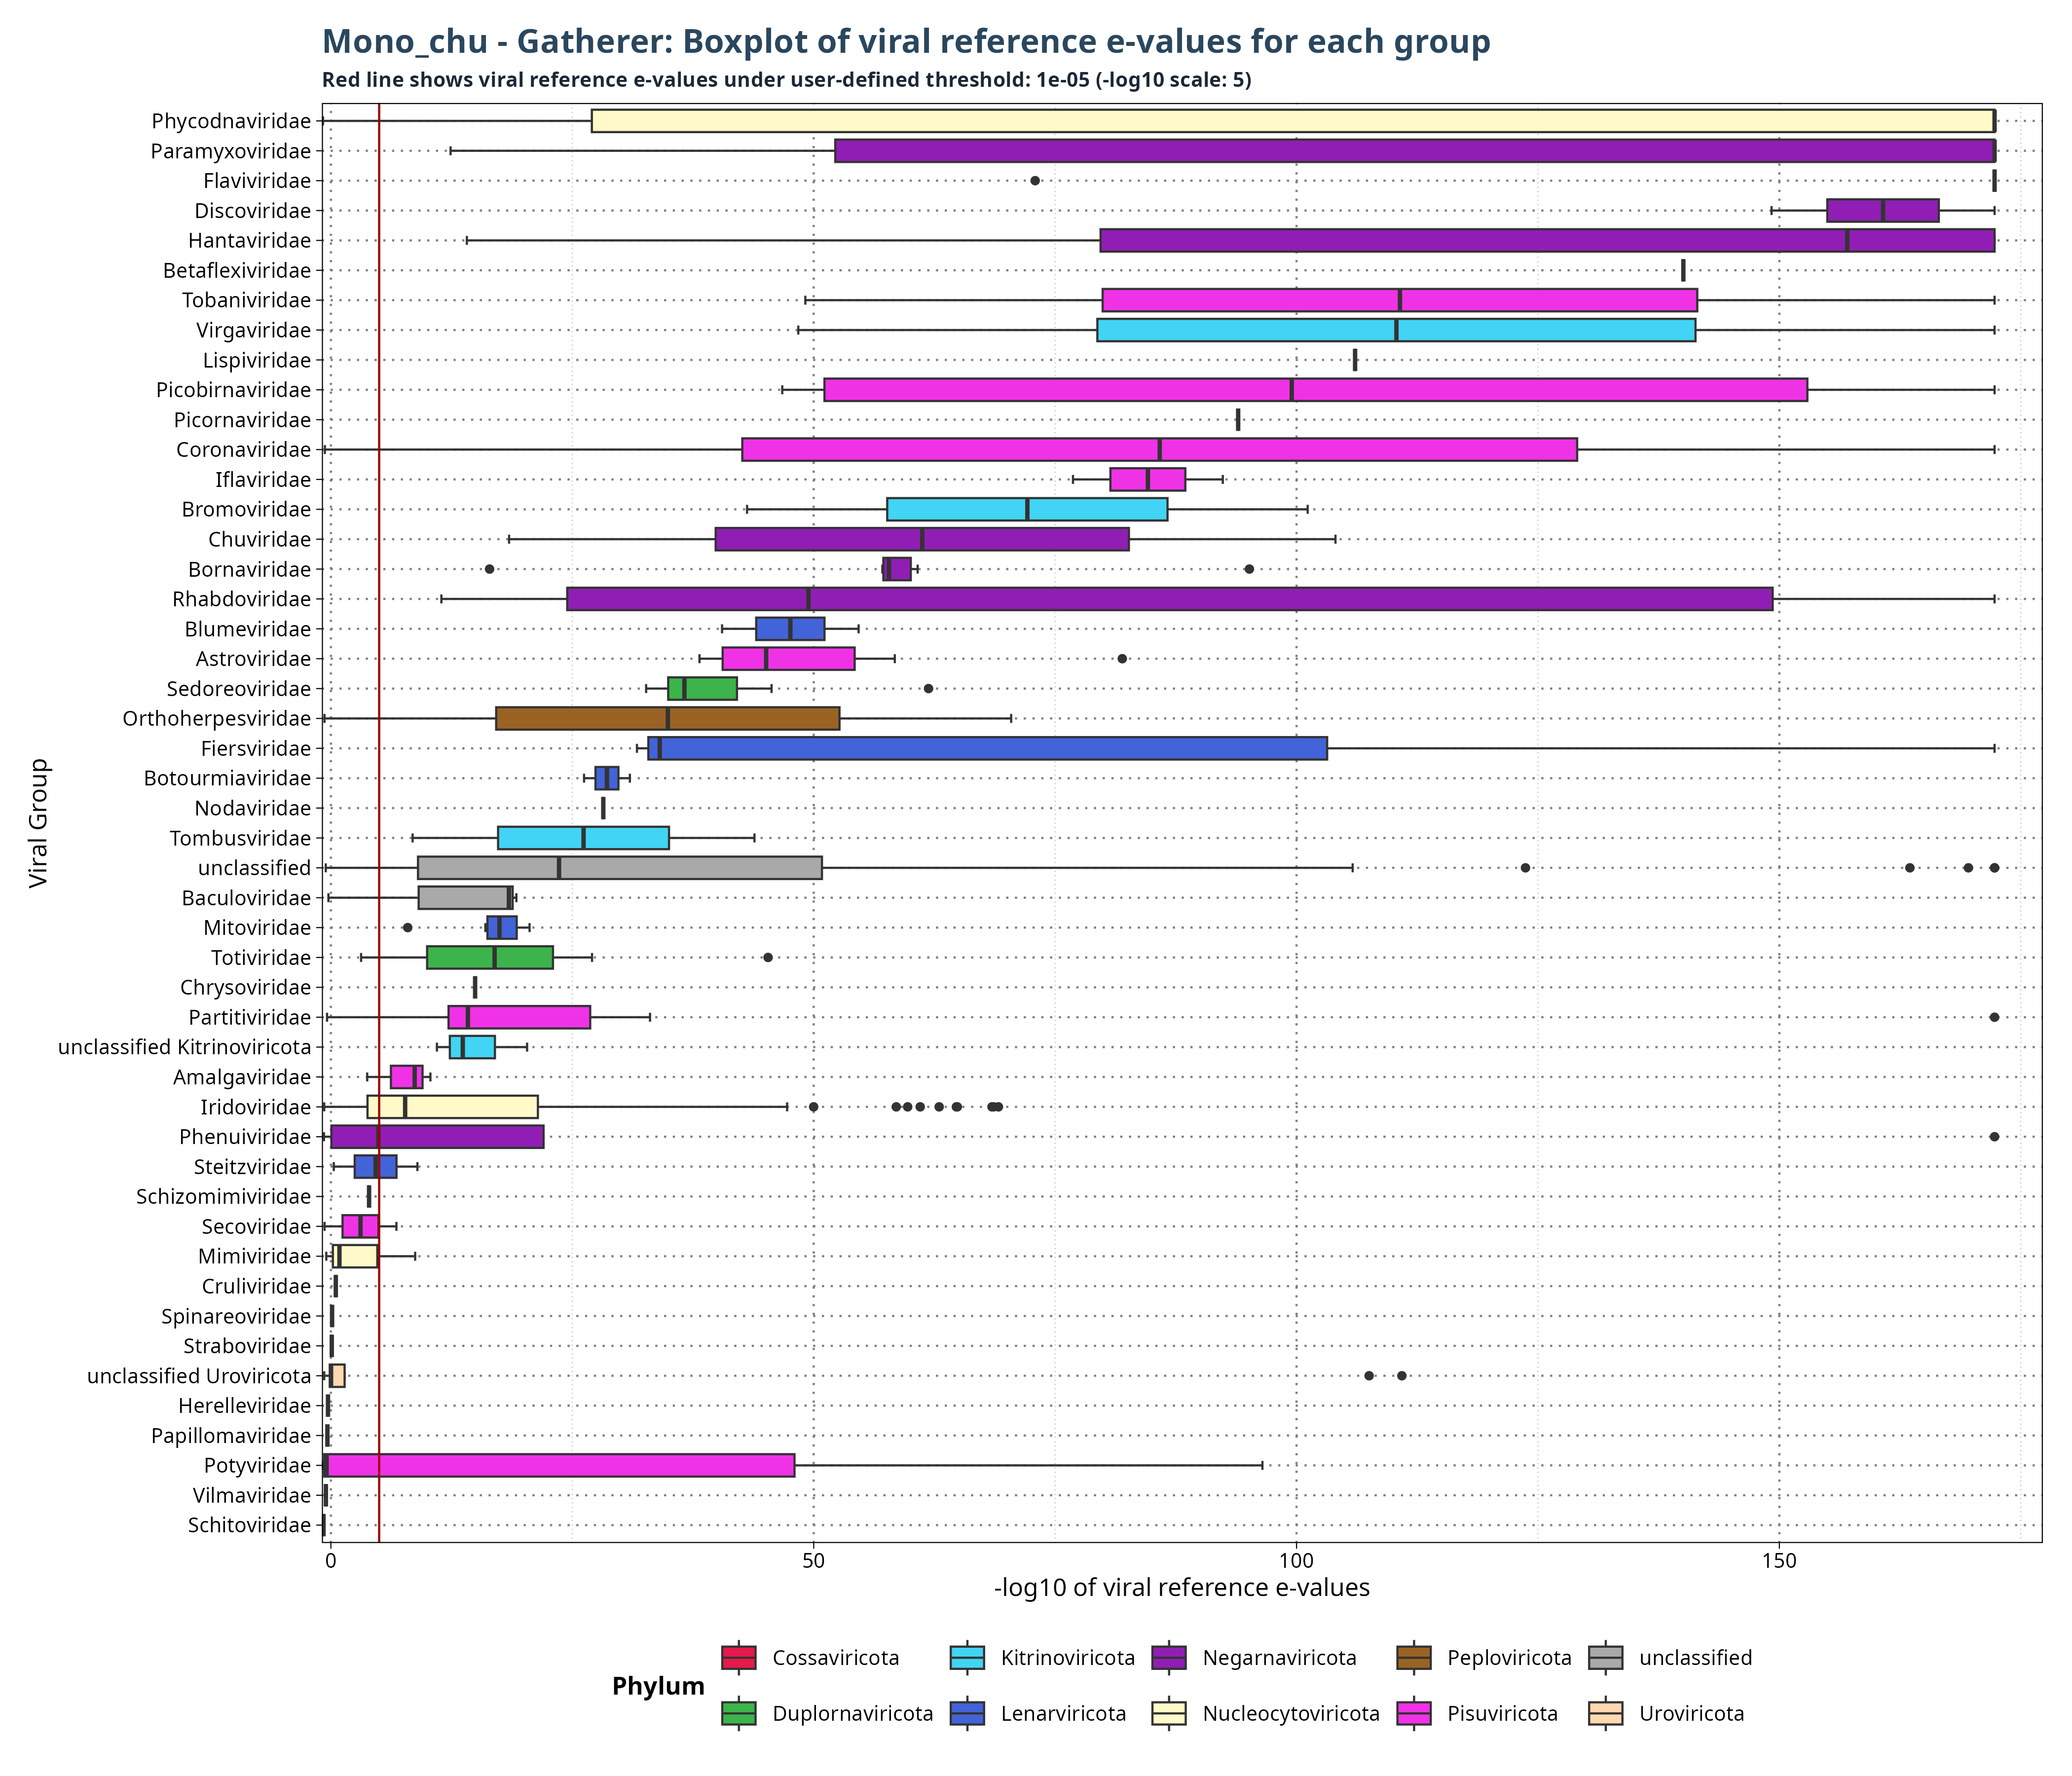 Mono_chu - Gatherer: Boxplot of viral reference e-values for each group
Red line shows viral reference e-values under user-defined threshold: 1e-05 (-log10 scale: 5)
Viral Group
Phycodnaviridae
Paramyxoviridae
Flaviviridae
Discoviridae
Hantaviridae
Betaflexiviridae
Tobaniviridae
Virgaviridae
Lispiviridae
Picobirnaviridae
Picornaviridae
Coronaviridae
Iflaviridae
Bromoviridae
Chuviridae
Bornaviridae
Rhabdoviridae
Blumeviridae
Astroviridae
Sedoreoviridae
Orthoherpesviridae
Fiersviridae
Botourmiaviridae
Nodaviridae
Tombusviridae
unclassified
Baculoviridae
Mitoviridae
Totiviridae
Chrysoviridae
Partitiviridae
unclassified Kitrinoviricota
Amalgaviridae
Iridoviridae
Phenuiviridae
Steitzviridae
Schizomimiviridae
Secoviridae
Mimiviridae
Cruliviridae
Spinareoviridae
Straboviridae
unclassified Uroviricota
Herelleviridae
Papillomaviridae
Potyviridae
Vilmaviridae
Schitoviridae
0 50 100 150
-log10 of viral reference e-values
Phylum
Cossaviricota Kitrinoviricota Negarnaviricota Peploviricota unclassified
Duplornaviricota Lenarviricota Nucleocytoviricota Pisuviricota Uroviricota